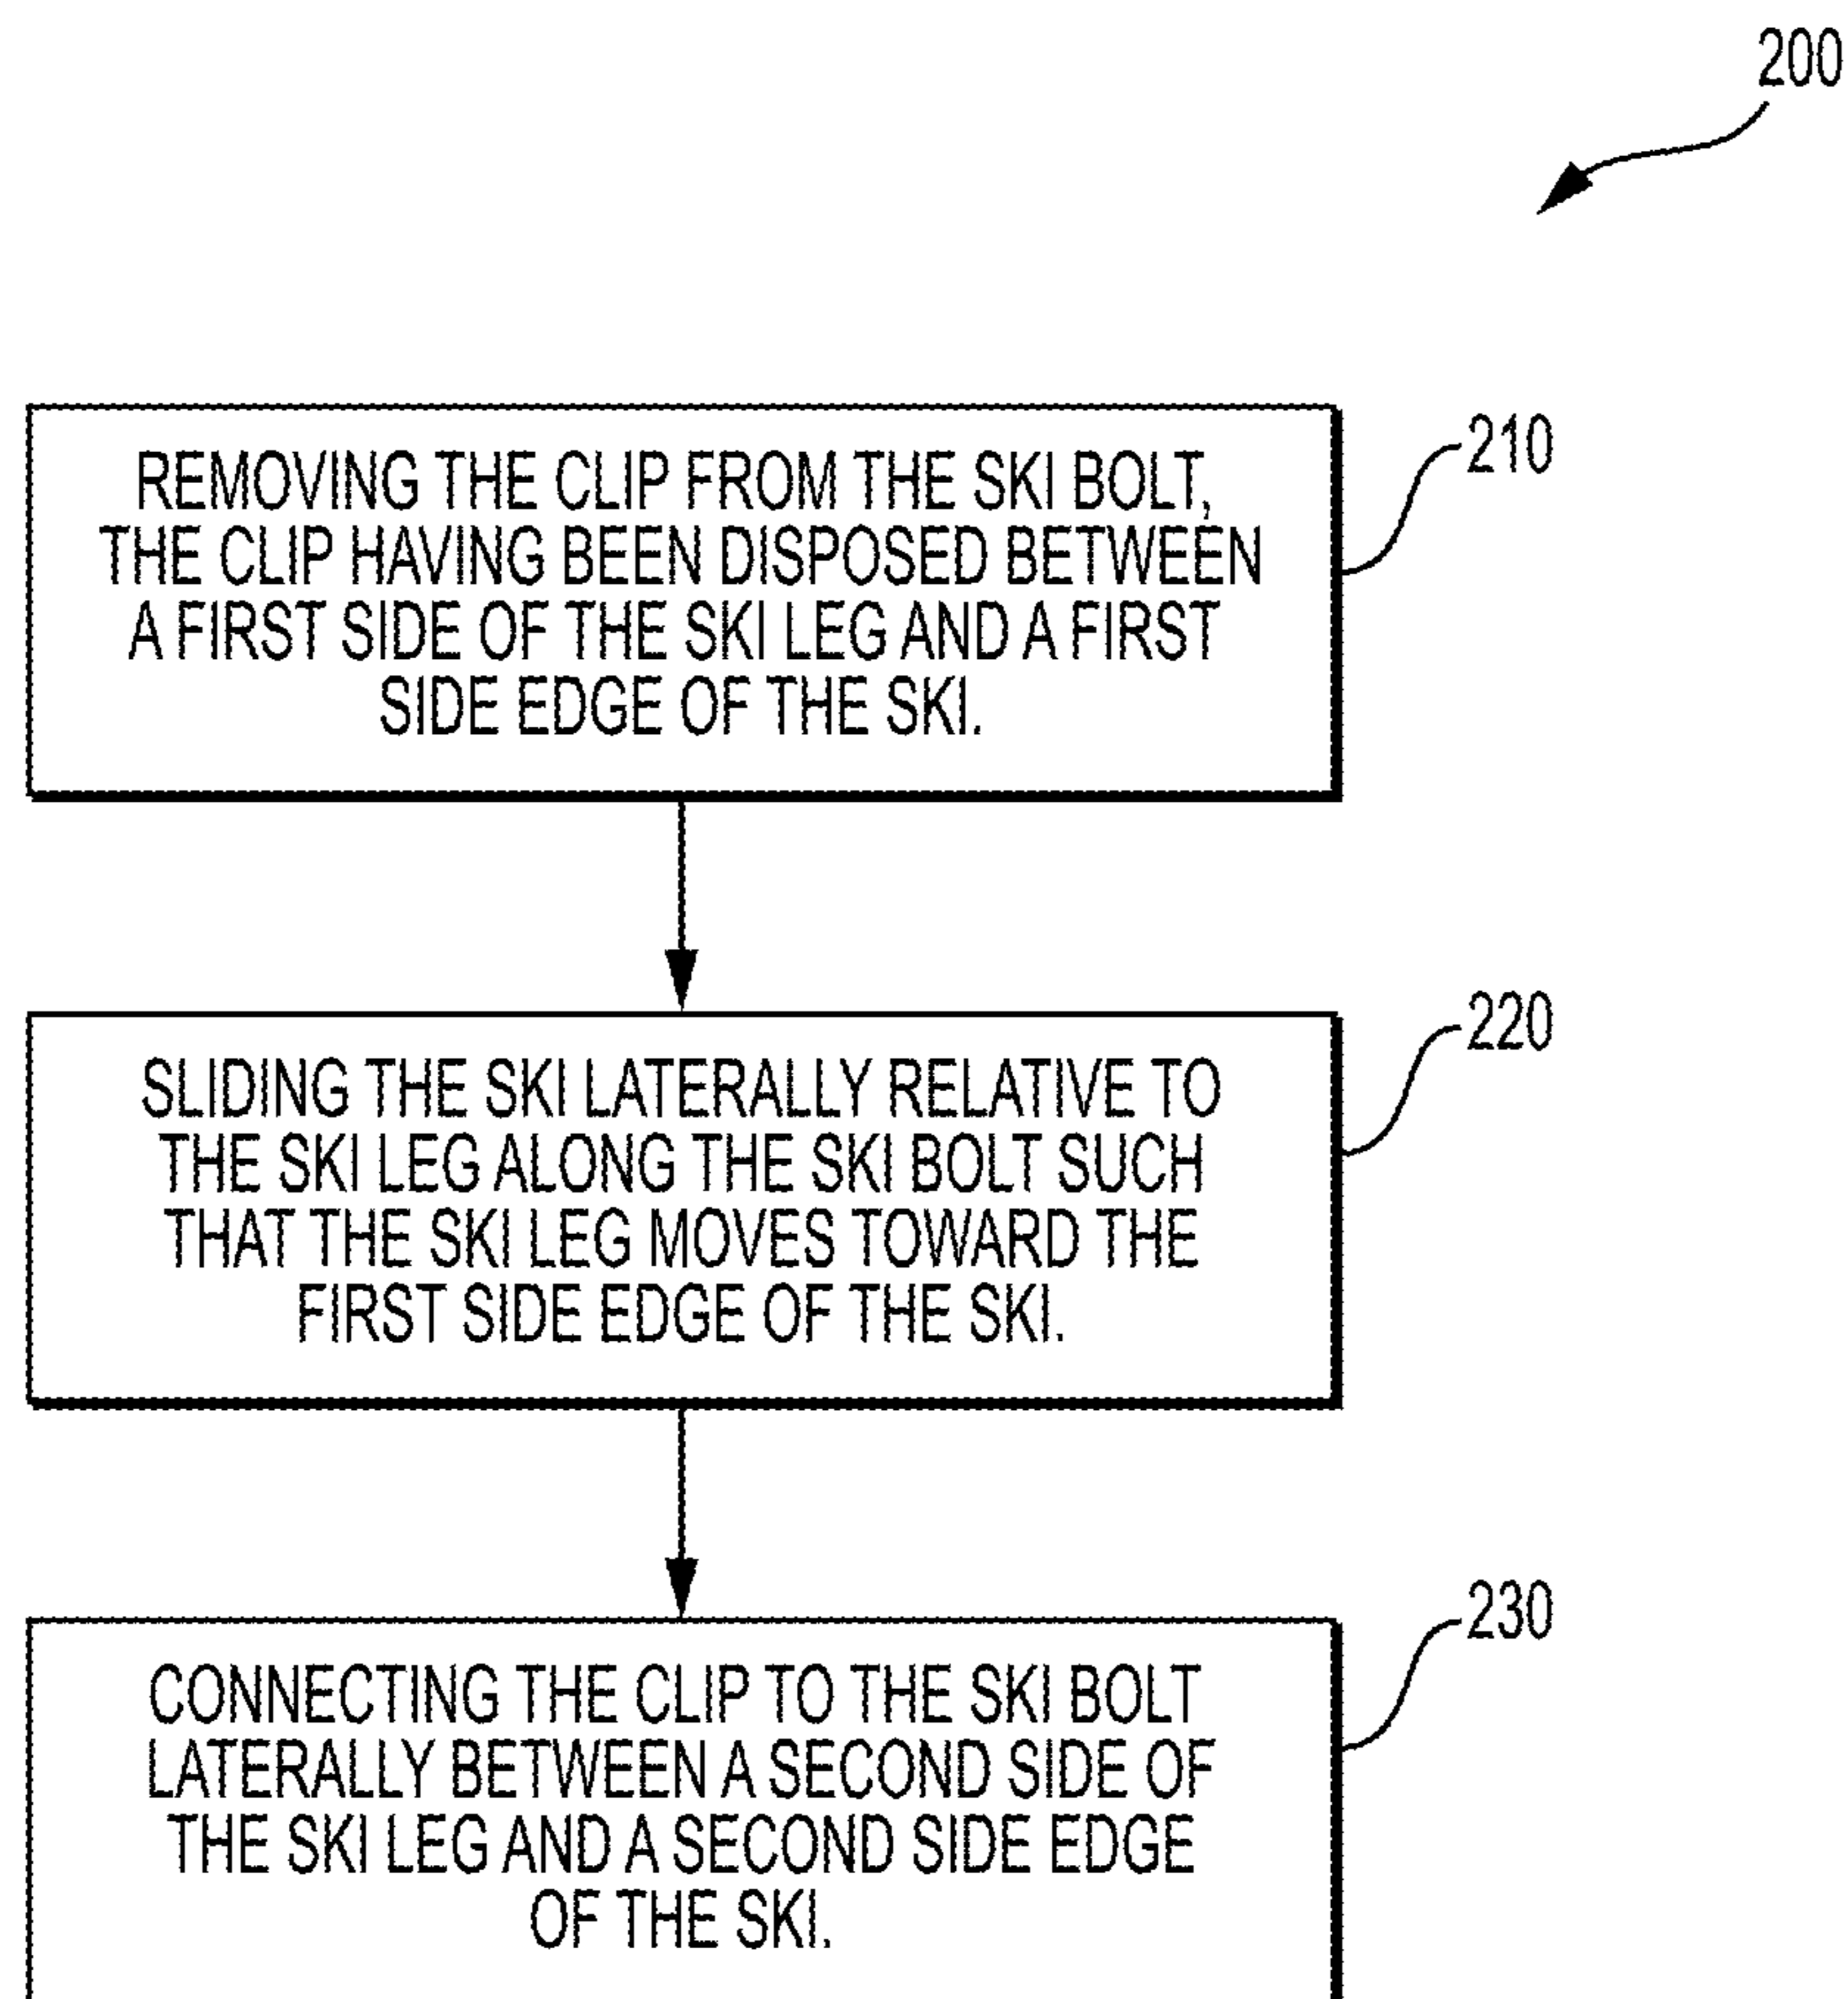 200
REMOVING THE CLIP FROM THE SKI BOLT,
THE CLIP HAVING BEEN DISPOSED BETWEEN
A FIRST SIDE OF THE SKI LEG AND A FIRST
SIDE EDGE OF THE SKI.
210
SLIDING THE SKI LATERALLY RELATIVE TO
THE SKI LEG ALONG THE SKI BOLT SUCH
THAT THE SKI LEG MOVES TOWARD THE
FIRST SIDE EDGE OF THE SKI.
220
CONNECTING THE CLIP TO THE SKI BOLT
LATERALLY BETWEEN A SECOND SIDE OF
THE SKI LEG AND A SECOND SIDE EDGE
OF THE SKI.
230